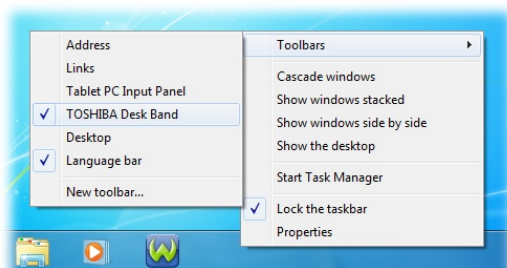 Address
Links
Tablet PC Input Panel
TOSHIBA Desk Band
Desktop
Language bar
New toolbar...
Toolbars
Cascade windows
Show windows stacked
Show windows side by side
Show the desktop
Start Task Manager
Lock the taskbar
Properties